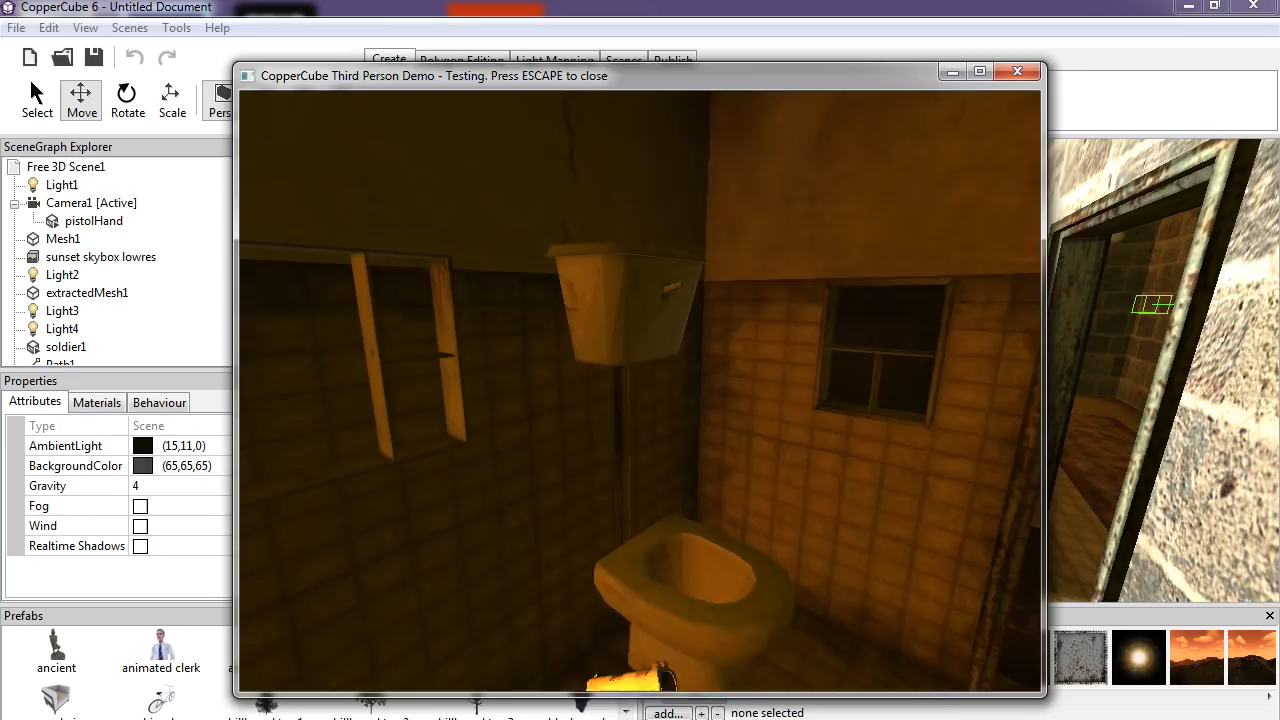 CopperCube 6 - Untitled Document
File Edit View Scenes Tools Help
Create Polygon Editing Light Mapping Scenes Publish
CopperCube Third Person Demo - Testing. Press ESCAPE to close
Select Move Rotate Scale
SceneGraph Explorer
Free 3D Scene1
Light1
Camera1 [Active]
pistolHand
Mesh1
sunset skybox lowres
Light2
extractedMesh1
Light3
Light4
soldier1
Path1
Properties
Attributes Materials Behaviour
Type Scene
AmbientLight (15,11,0)
BackgroundColor (65,65,65)
Gravity 4
Fog
Wind
Realtime Shadows
Prefabs
ancient animated clerk
add... + - none selected